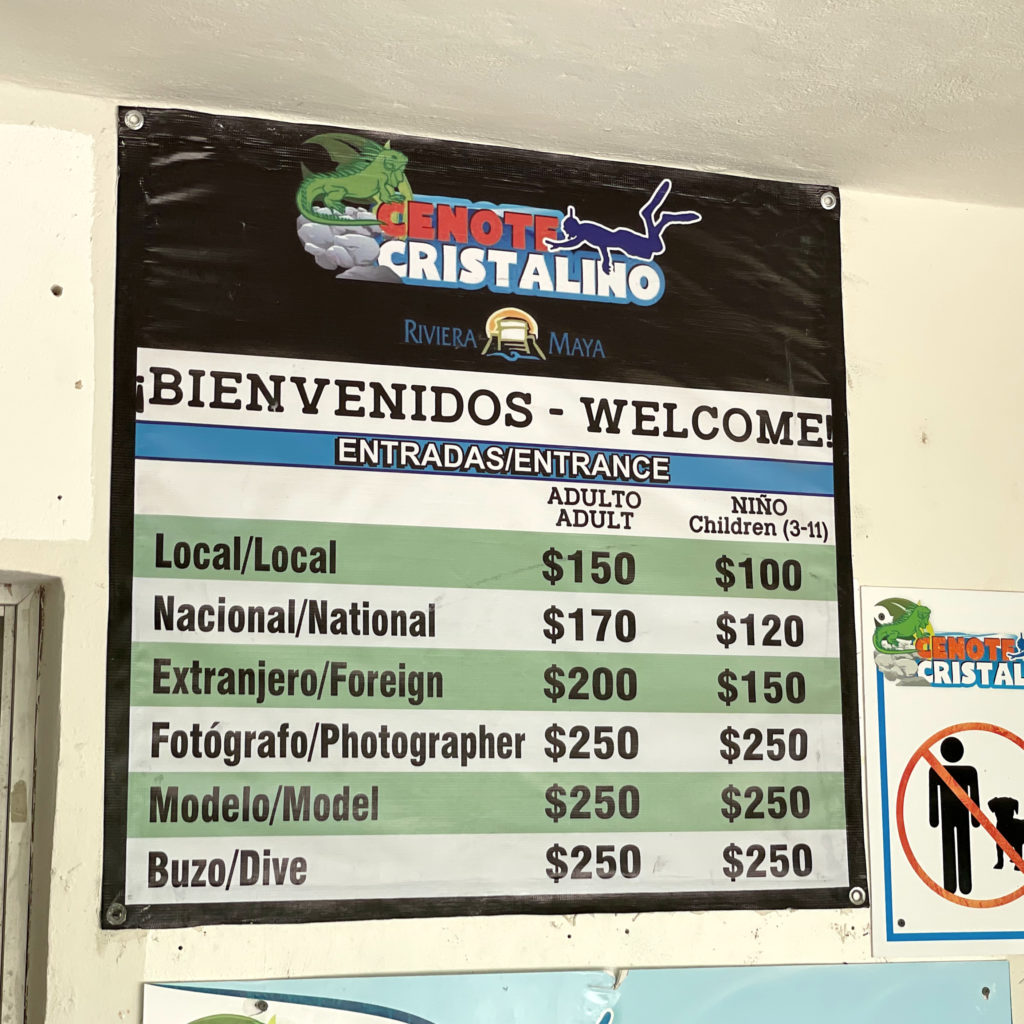 CENOTE
CRISTALINO
RIVIERA MAYA
¡BIENVENIDOS - WELCOME!
ENTRADAS/ENTRANCE
ADULTO NIÑO
ADULT Children (3-11)
Local/Local $150 $100
Nacional/National $170 $120
Extranjero/Foreign $200 $150
Fotógrafo/Photographer $250 $250
Modelo/Model $250 $250
Buzo/Dive $250 $250
CENOTE
CRISTAL